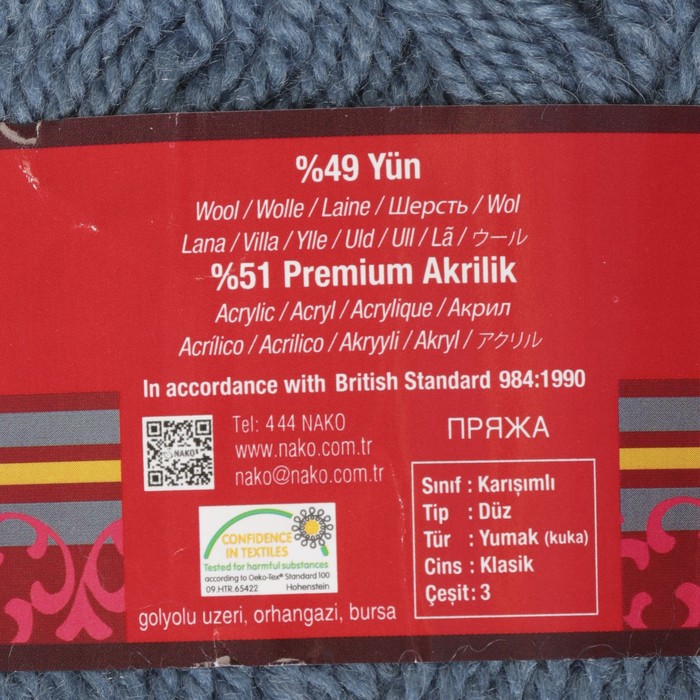 %49 Yün
Wool / Wolle / Laine / Шерсть / Wol
Lana / Villa / Ylle / Uld / Ull / Lã / ウール
%51 Premium Akrilik
Acrylic / Acryl / Acrylique / Акрил
Acrílico / Acrilico / Akryyli / Akryl / アクリル
In accordance with British Standard 984:1990
NAKO
Tel: 444 NAKO
www.nako.com.tr
nako@nako.com.tr
CONFIDENCE
IN TEXTILES
Tested for harmful substances
according to Oeko-Tex® Standard 100
09.HTR.65422 Hohenstein
golyolu uzeri, orhangazi, bursa
ПРЯЖА
Sınıf : Karışımlı
Tip : Düz
Tür : Yumak (kuka)
Cins : Klasik
Çeşit : 3